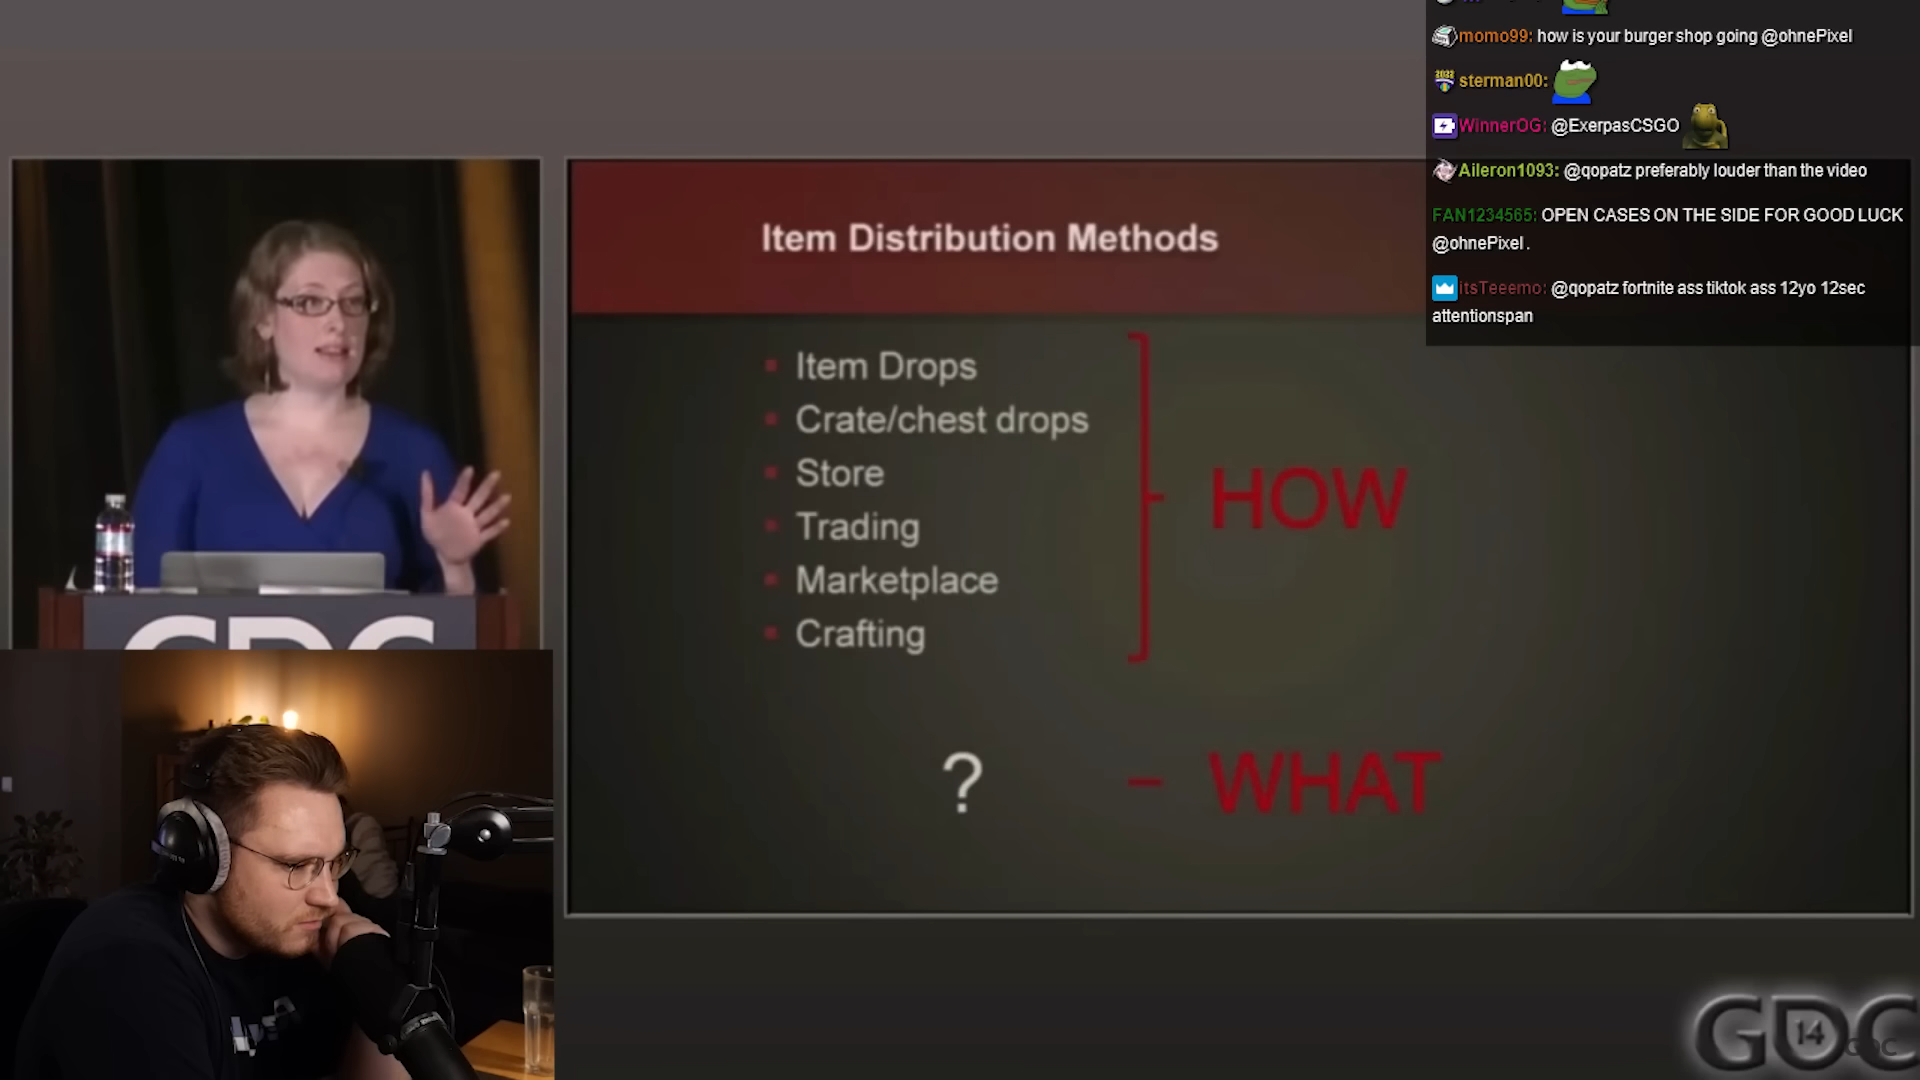 momo99: how is your burger shop going @ohnePixel
sterman00:
WinnerOG: @ExerpasCSGO
Aileron1093: @qopatz preferably louder than the video
FAN1234565: OPEN CASES ON THE SIDE FOR GOOD LUCK
@ohnePixel .
itsTeeemo: @qopatz fortnite ass tiktok ass 12yo 12sec
attentionspan
Item Distribution Methods
Item Drops
Crate/chest drops
Store
Trading
Marketplace
Crafting
HOW
? – WHAT
GDC
GDC
14
GDC